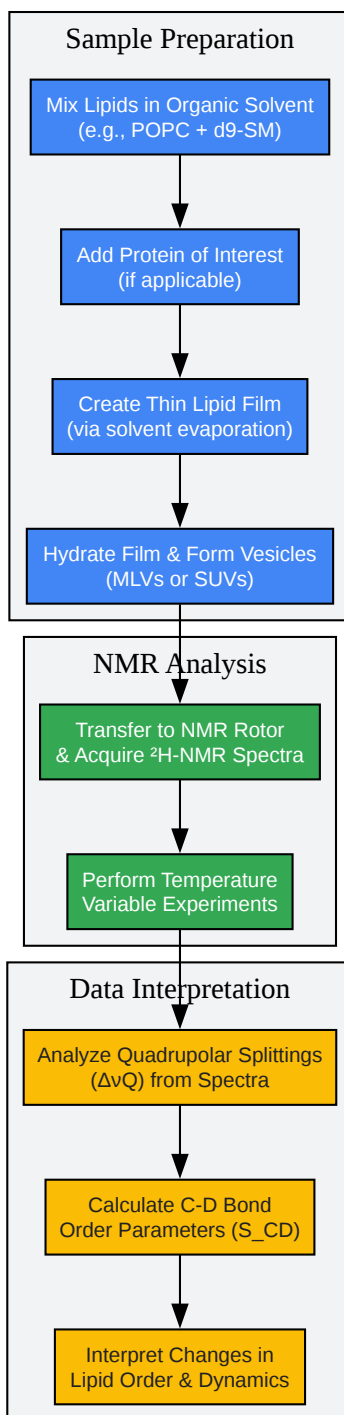 Sample Preparation
Mix Lipids in Organic Solvent
(e.g., POPC + d9-SM)
Add Protein of Interest
(if applicable)
Create Thin Lipid Film
(via solvent evaporation)
Hydrate Film & Form Vesicles
(MLVs or SUVs)
NMR Analysis
Transfer to NMR Rotor
& Acquire ²H-NMR Spectra
Perform Temperature
Variable Experiments
Data Interpretation
Analyze Quadrupolar Splittings
(ΔνQ) from Spectra
Calculate C-D Bond
Order Parameters (S_CD)
Interpret Changes in
Lipid Order & Dynamics